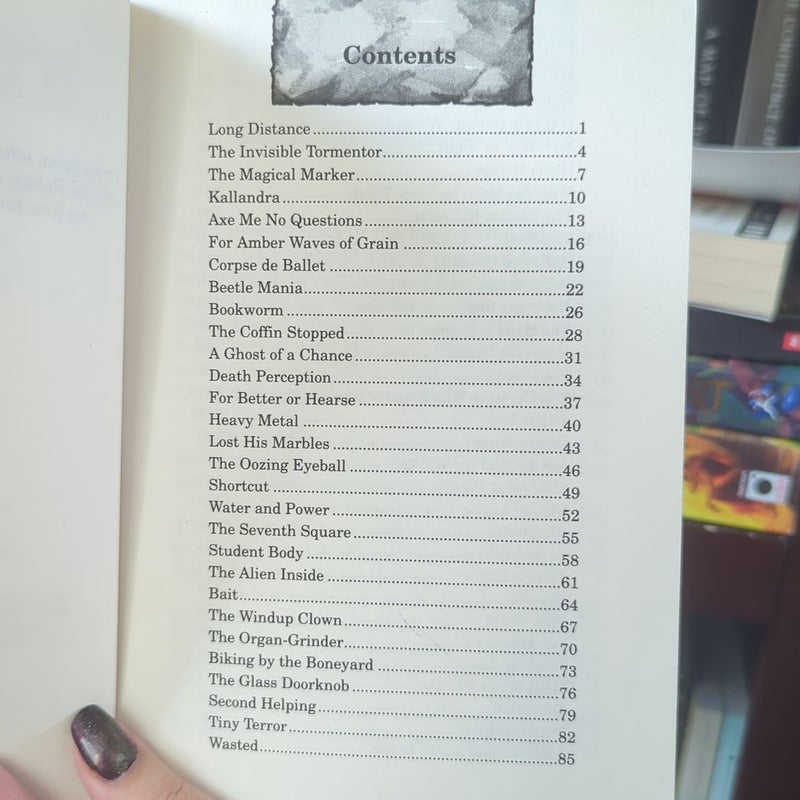 Contents
Long Distance..........1
The Invisible Tormentor..........4
The Magical Marker..........7
Kallandra..........10
Axe Me No Questions..........13
For Amber Waves of Grain..........16
Corpse de Ballet..........19
Beetle Mania..........22
Bookworm..........26
The Coffin Stopped..........28
A Ghost of a Chance..........31
Death Perception..........34
For Better or Hearse..........37
Heavy Metal..........40
Lost His Marbles..........43
The Oozing Eyeball..........46
Shortcut..........49
Water and Power..........52
The Seventh Square..........55
Student Body..........58
The Alien Inside..........61
Bait..........64
The Windup Clown..........67
The Organ-Grinder..........70
Biking by the Boneyard..........73
The Glass Doorknob..........76
Second Helping..........79
Tiny Terror..........82
Wasted..........85
A MAP OF